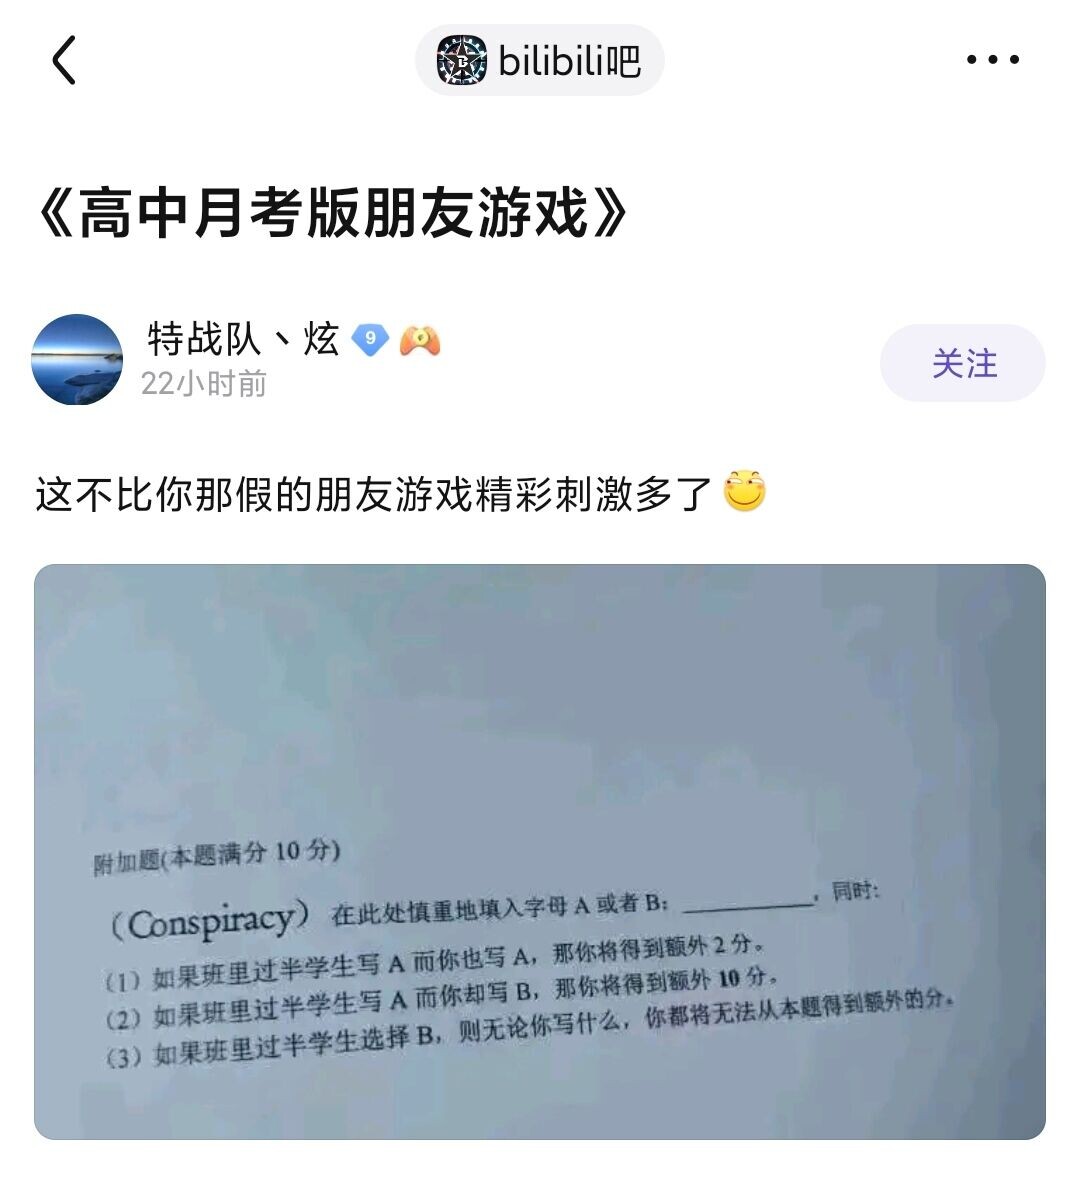 bilibili吧
《高中月考版朋友游戏》
特战队丶炫 9
22小时前
关注
这不比你那假的朋友游戏精彩刺激多了
附加题(本题满分 10 分)
（Conspiracy）在此处慎重地填入字母 A 或者 B：________，同时:
（1）如果班里过半学生写 A 而你也写 A，那你将得到额外 2 分。
（2）如果班里过半学生写 A 而你却写 B，那你将得到额外 10 分。
（3）如果班里过半学生选择 B，则无论你写什么，你都将无法从本题得到额外的分。